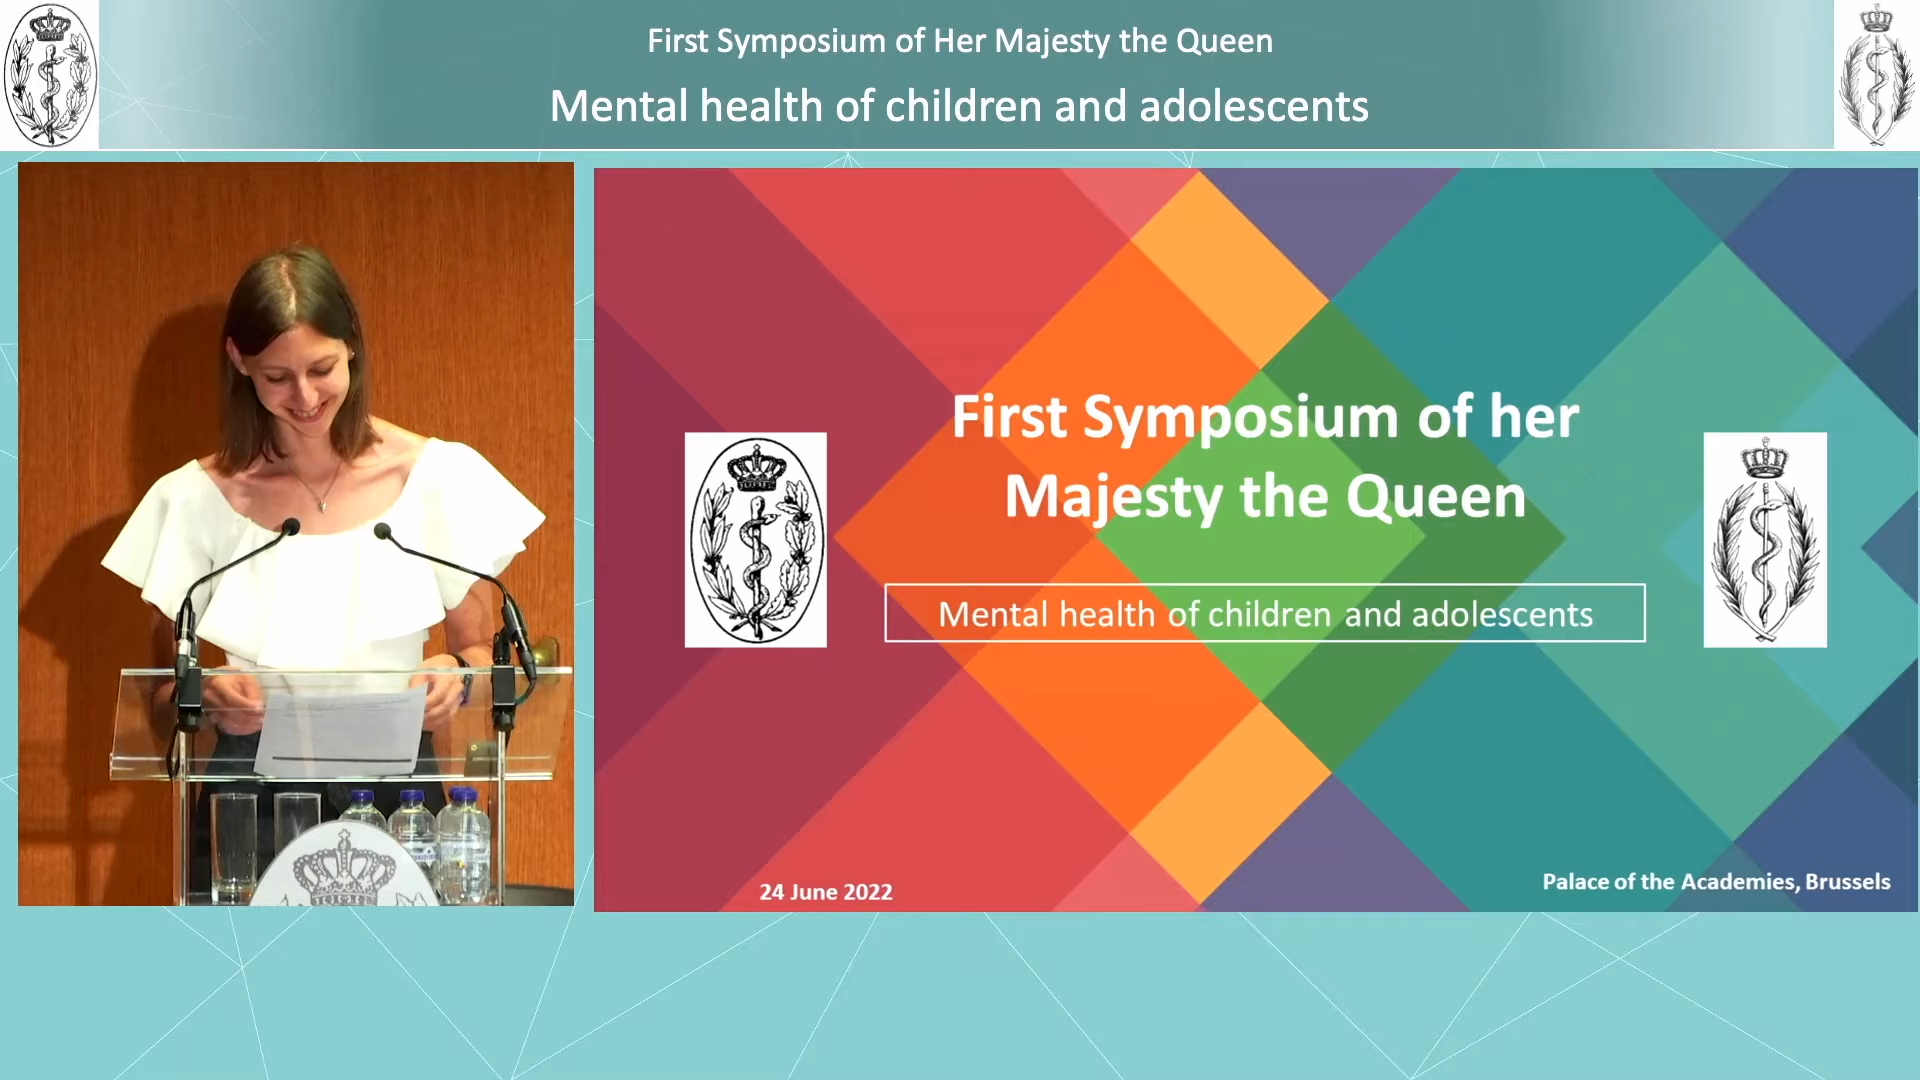 First Symposium of Her Majesty the Queen
Mental health of children and adolescents
First Symposium of her
Majesty the Queen
Mental health of children and adolescents
24 June 2022
Palace of the Academies, Brussels